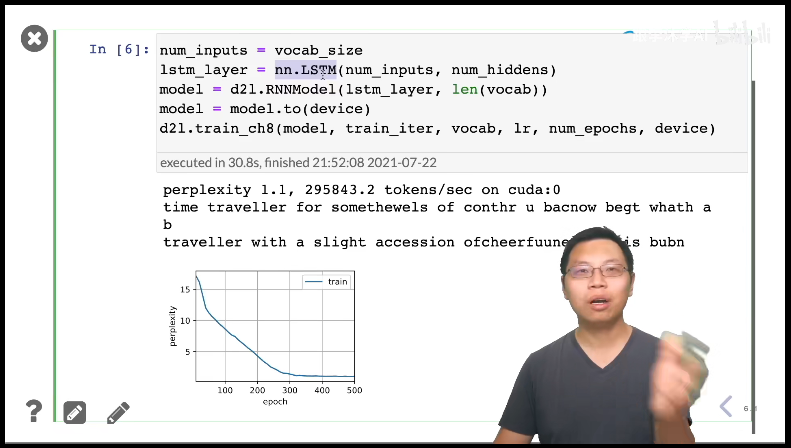 In [6]:
num_inputs = vocab_size
lstm_layer = nn.LSTM(num_inputs, num_hiddens)
model = d2l.RNNModel(lstm_layer, len(vocab))
model = model.to(device)
d2l.train_ch8(model, train_iter, vocab, lr, num_epochs, device)
executed in 30.8s, finished 21:52:08 2021-07-22
perplexity 1.1, 295843.2 tokens/sec on cuda:0
time traveller for somethewels of conthr u bacnow begt whath a
b
traveller with a slight accession ofcheerfuune is bubn
train
15
10
5
perplexity
100 200 300 400 500
epoch
?